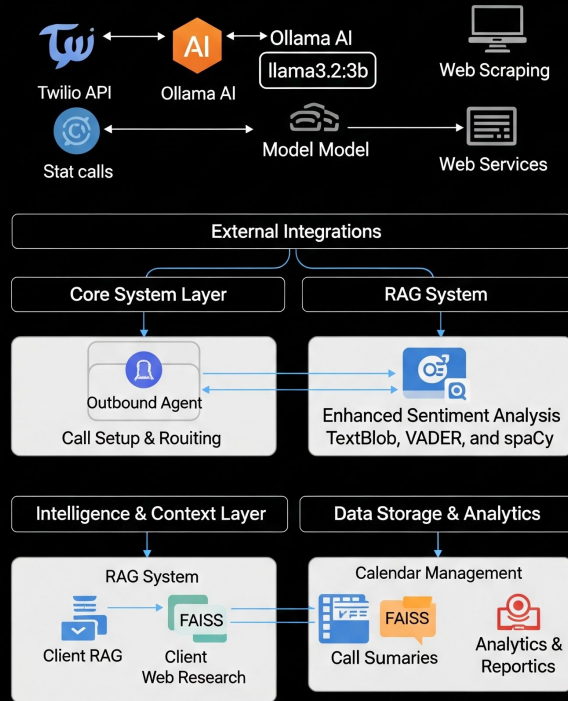 Twi
AI
Ollama AI
llama3.2:3b
Twilio API
Ollama AI
Web Scraping
C
Stat calls
Model Model
Web Services
External Integrations
Core System Layer
RAG System
Outbound Agent
Call Setup & Rouiting
Enhanced Sentiment Analysis
TextBlob, VADER, and spaCy
Intelligence & Context Layer
Data Storage & Analytics
RAG System
FAISS
Client RAG
Client
Web Research
Calendar Management
FAISS
Call Sumaries
Analytics &
Reportics